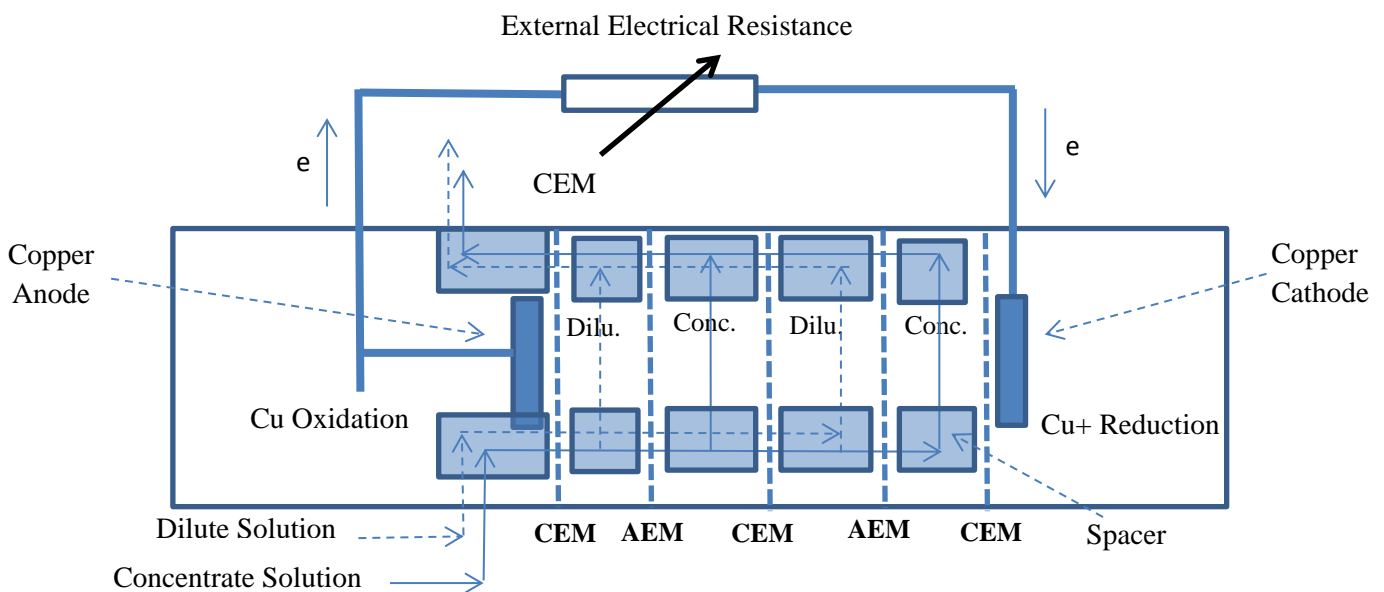 External Electrical Resistance
e
e
CEM
Copper
Anode
Copper
Cathode
Dilu.
Conc.
Dilu.
Conc.
Cu Oxidation
Cu+ Reduction
Dilute Solution
CEM
AEM
CEM
AEM
CEM
Spacer
Concentrate Solution